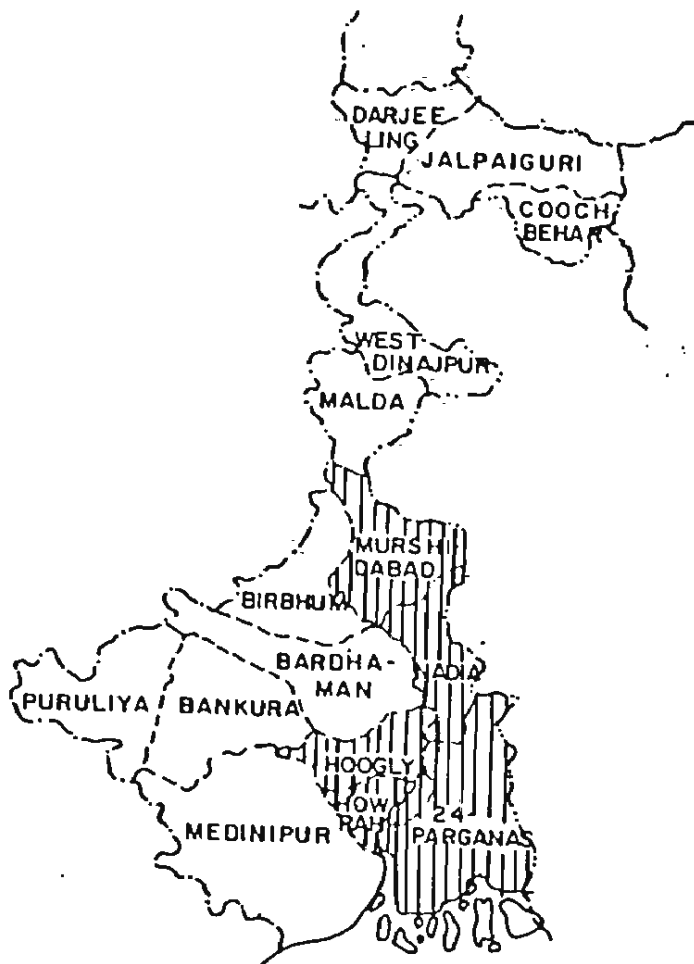 DARJEE
LING
JALPAIGURI
COOCH
BEHAR
WEST
DINAJPUR
MALDA
MURSHI
DABAD
BIRBHUM
BARDHA-
MAN
NADIA
PURULIYA
BANKURA
HOOGLY
HOW
RAH
24
PARGANAS
MEDINIPUR